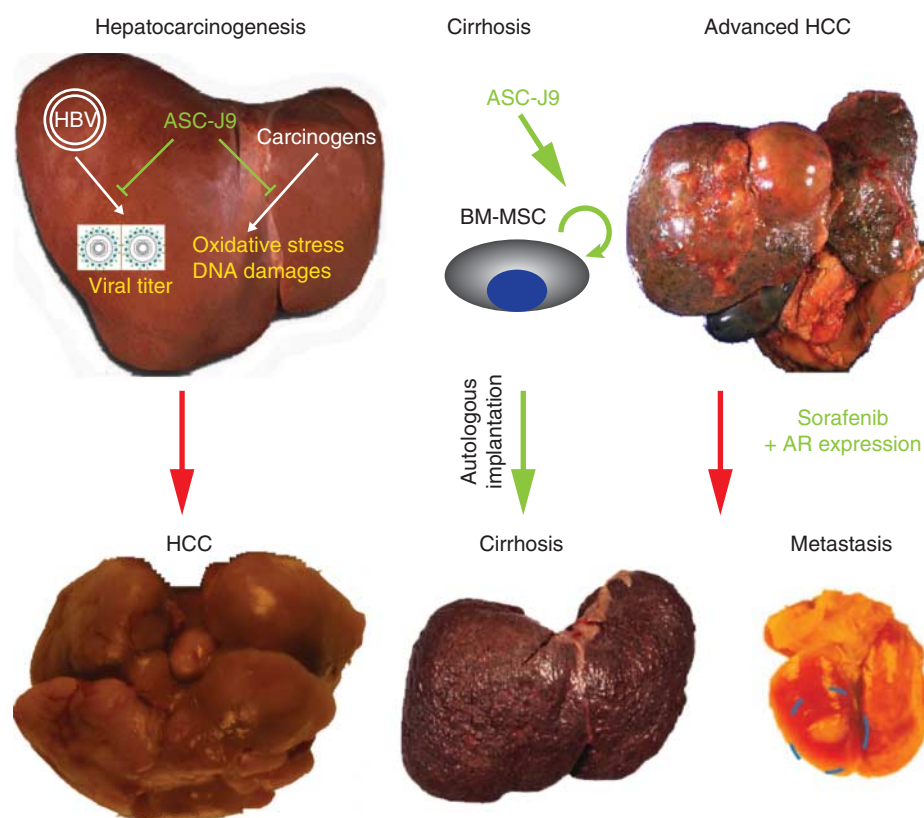 Hepatocarcinogenesis
Cirrhosis
Advanced HCC
HBV
ASC-J9
Carcinogens
Viral titer
Oxidative stress
DNA damages
ASC-J9
BM-MSC
Autologous
implantation
Sorafenib
+ AR expression
HCC
Cirrhosis
Metastasis